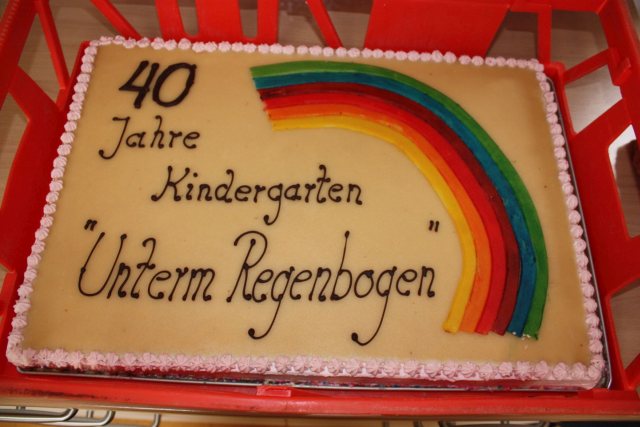 40
Jahre
Kindergarten
"Unterm Regenbogen"